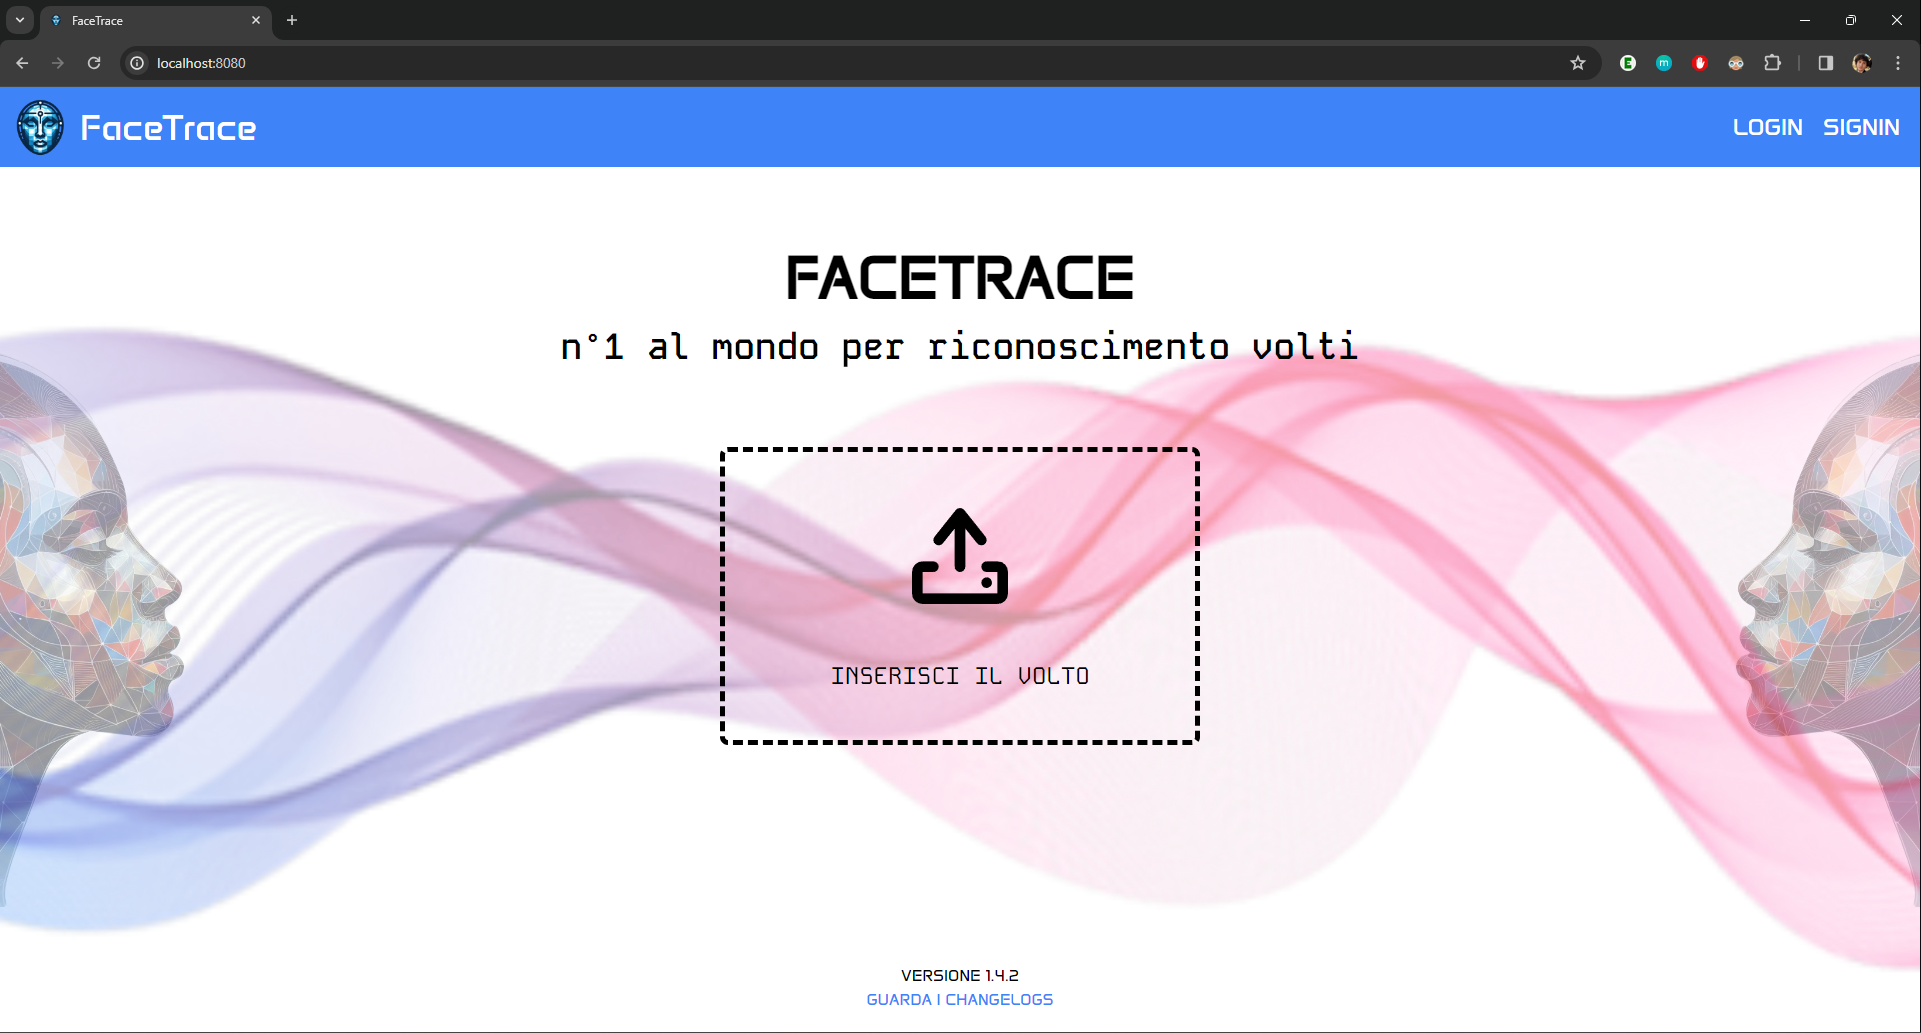 FaceTrace
localhost:8080
FaceTrace
LOGIN SIGNIN
FACETRACE
n°1 al mondo per riconoscimento volti
INSERISCI IL VOLTO
VERSIONE 1.4.2
GUARDA I CHANGELOGS